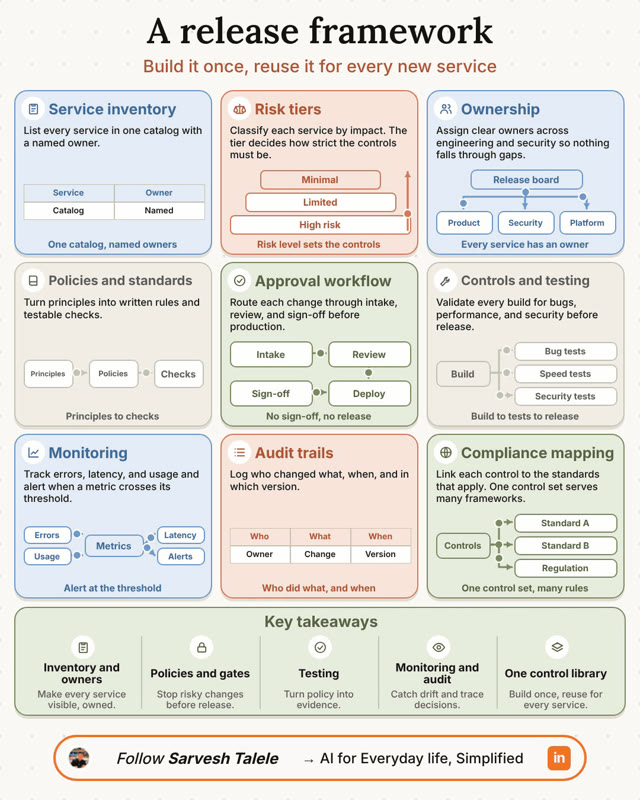 A release framework
Build it once, reuse it for every new service
Service inventory
List every service in one catalog with
a named owner.
Service Owner
Catalog Named
One catalog, named owners
Risk tiers
Classify each service by impact. The
tier decides how strict the controls
must be.
Minimal
Limited
High risk
Risk level sets the controls
Ownership
Assign clear owners across
engineering and security so nothing
falls through gaps.
Release board
Product Security Platform
Every service has an owner
Policies and standards
Turn principles into written rules and
testable checks.
Principles Policies Checks
Principles to checks
Approval workflow
Route each change through intake,
review, and sign-off before
production.
Intake Review
Sign-off Deploy
No sign-off, no release
Controls and testing
Validate every build for bugs,
performance, and security before
release.
Build
Bug tests
Speed tests
Security tests
Build to tests to release
Monitoring
Track errors, latency, and usage and
alert when a metric crosses its
threshold.
Errors
Usage
Metrics
Latency
Alerts
Alert at the threshold
Audit trails
Log who changed what, when, and in
which version.
Who What When
Owner Change Version
Who did what, and when
Compliance mapping
Link each control to the standards
that apply. One control set serves
many frameworks.
Controls
Standard A
Standard B
Regulation
One control set, many rules
Key takeaways
Inventory and
owners
Make every service
visible, owned.
Policies and gates
Stop risky changes
before release.
Testing
Turn policy into
evidence.
Monitoring and
audit
Catch drift and trace
decisions.
One control library
Build once, reuse for
every service.
Follow Sarvesh Talele → AI for Everyday life, Simplified
in